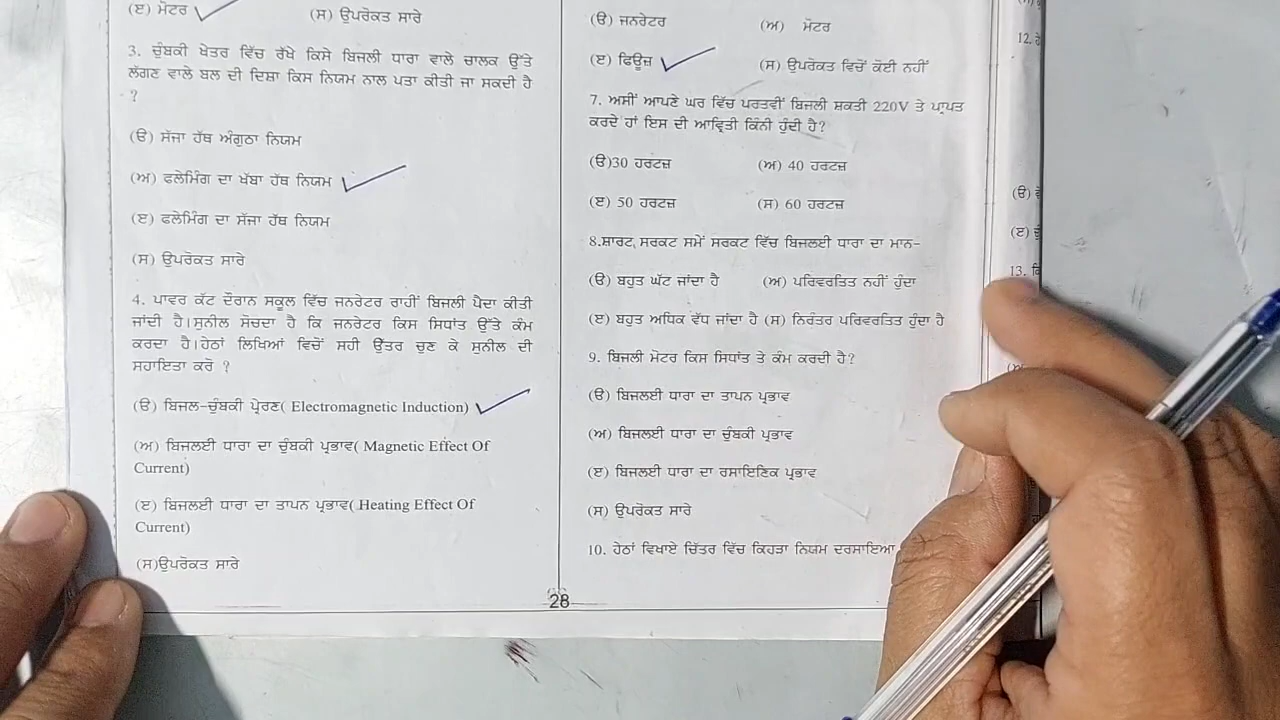 (ੲ) ਮੋਟਰ
(ਸ) ਉਪਰੋਕਤ ਸਾਰੇ
3. ਚੁੰਬਕੀ ਖੇਤਰ ਵਿੱਚ ਰੱਖੇ ਕਿਸੇ ਬਿਜਲੀ ਧਾਰਾ ਵਾਲੇ ਚਾਲਕ ਉੱਤੇ
ਲੱਗਣ ਵਾਲੇ ਬਲ ਦੀ ਦਿਸ਼ਾ ਕਿਸ ਨਿਯਮ ਨਾਲ ਪਤਾ ਕੀਤੀ ਜਾ ਸਕਦੀ ਹੈ
?
(ੳ) ਸੱਜਾ ਹੱਥ ਅੰਗੂਠਾ ਨਿਯਮ
(ਅ) ਫਲੇਮਿੰਗ ਦਾ ਖੱਬਾ ਹੱਥ ਨਿਯਮ
(ੲ) ਫਲੇਮਿੰਗ ਦਾ ਸੱਜਾ ਹੱਥ ਨਿਯਮ
(ਸ) ਉਪਰੋਕਤ ਸਾਰੇ
4. ਪਾਵਰ ਕੱਟ ਦੌਰਾਨ ਸਕੂਲ ਵਿੱਚ ਜਨਰੇਟਰ ਰਾਹੀਂ ਬਿਜਲੀ ਪੈਦਾ ਕੀਤੀ
ਜਾਂਦੀ ਹੈ।ਸੁਨੀਲ ਸੋਚਦਾ ਹੈ ਕਿ ਜਨਰੇਟਰ ਕਿਸ ਸਿਧਾਂਤ ਉੱਤੇ ਕੰਮ
ਕਰਦਾ ਹੈ।ਹੇਠਾਂ ਲਿਖਿਆਂ ਵਿਚੋਂ ਸਹੀ ਉੱਤਰ ਚੁਣ ਕੇ ਸੁਨੀਲ ਦੀ
ਸਹਾਇਤਾ ਕਰੋ ?
(ੳ) ਬਿਜਲ-ਚੁੰਬਕੀ ਪ੍ਰੇਰਣ( Electromagnetic Induction)
(ਅ) ਬਿਜਲਈ ਧਾਰਾ ਦਾ ਚੁੰਬਕੀ ਪ੍ਰਭਾਵ( Magnetic Effect Of
Current)
(ੲ) ਬਿਜਲਈ ਧਾਰਾ ਦਾ ਤਾਪਨ ਪ੍ਰਭਾਵ( Heating Effect Of
Current)
(ਸ)ਉਪਰੋਕਤ ਸਾਰੇ
(ੳ) ਜਨਰੇਟਰ
(ਅ) ਮੋਟਰ
(ੲ) ਫਿਊਜ਼
(ਸ) ਉਪਰੋਕਤ ਵਿਚੋਂ ਕੋਈ ਨਹੀਂ
7. ਅਸੀਂ ਆਪਣੇ ਘਰ ਵਿੱਚ ਪਰਤਵੀਂ ਬਿਜਲੀ ਸ਼ਕਤੀ 220V ਤੇ ਪ੍ਰਾਪਤ
ਕਰਦੇ ਹਾਂ ਇਸ ਦੀ ਆਵ੍ਰਿਤੀ ਕਿੰਨੀ ਹੁੰਦੀ ਹੈ?
(ੳ)30 ਹਰਟਜ਼
(ਅ) 40 ਹਰਟਜ਼
(ੲ) 50 ਹਰਟਜ਼
(ਸ) 60 ਹਰਟਜ਼
8.ਸ਼ਾਰਟ ਸਰਕਟ ਸਮੇਂ ਸਰਕਟ ਵਿੱਚ ਬਿਜਲਈ ਧਾਰਾ ਦਾ ਮਾਨ-
(ੳ) ਬਹੁਤ ਘੱਟ ਜਾਂਦਾ ਹੈ
(ਅ) ਪਰਿਵਰਤਿਤ ਨਹੀਂ ਹੁੰਦਾ
(ੲ) ਬਹੁਤ ਅਧਿਕ ਵੱਧ ਜਾਂਦਾ ਹੈ (ਸ) ਨਿਰੰਤਰ ਪਰਿਵਰਤਿਤ ਹੁੰਦਾ ਹੈ
9. ਬਿਜਲੀ ਮੋਟਰ ਕਿਸ ਸਿਧਾਂਤ ਤੇ ਕੰਮ ਕਰਦੀ ਹੈ?
(ੳ) ਬਿਜਲਈ ਧਾਰਾ ਦਾ ਤਾਪਨ ਪ੍ਰਭਾਵ
(ਅ) ਬਿਜਲਈ ਧਾਰਾ ਦਾ ਚੁੰਬਕੀ ਪ੍ਰਭਾਵ
(ੲ) ਬਿਜਲਈ ਧਾਰਾ ਦਾ ਰਸਾਇਣਿਕ ਪ੍ਰਭਾਵ
(ਸ) ਉਪਰੋਕਤ ਸਾਰੇ
10. ਹੇਠਾਂ ਵਿਖਾਏ ਚਿੱਤਰ ਵਿੱਚ ਕਿਹੜਾ ਨਿਯਮ ਦਰਸਾਇਆ
28
12.
(ੳ)
(ੲ)
13.